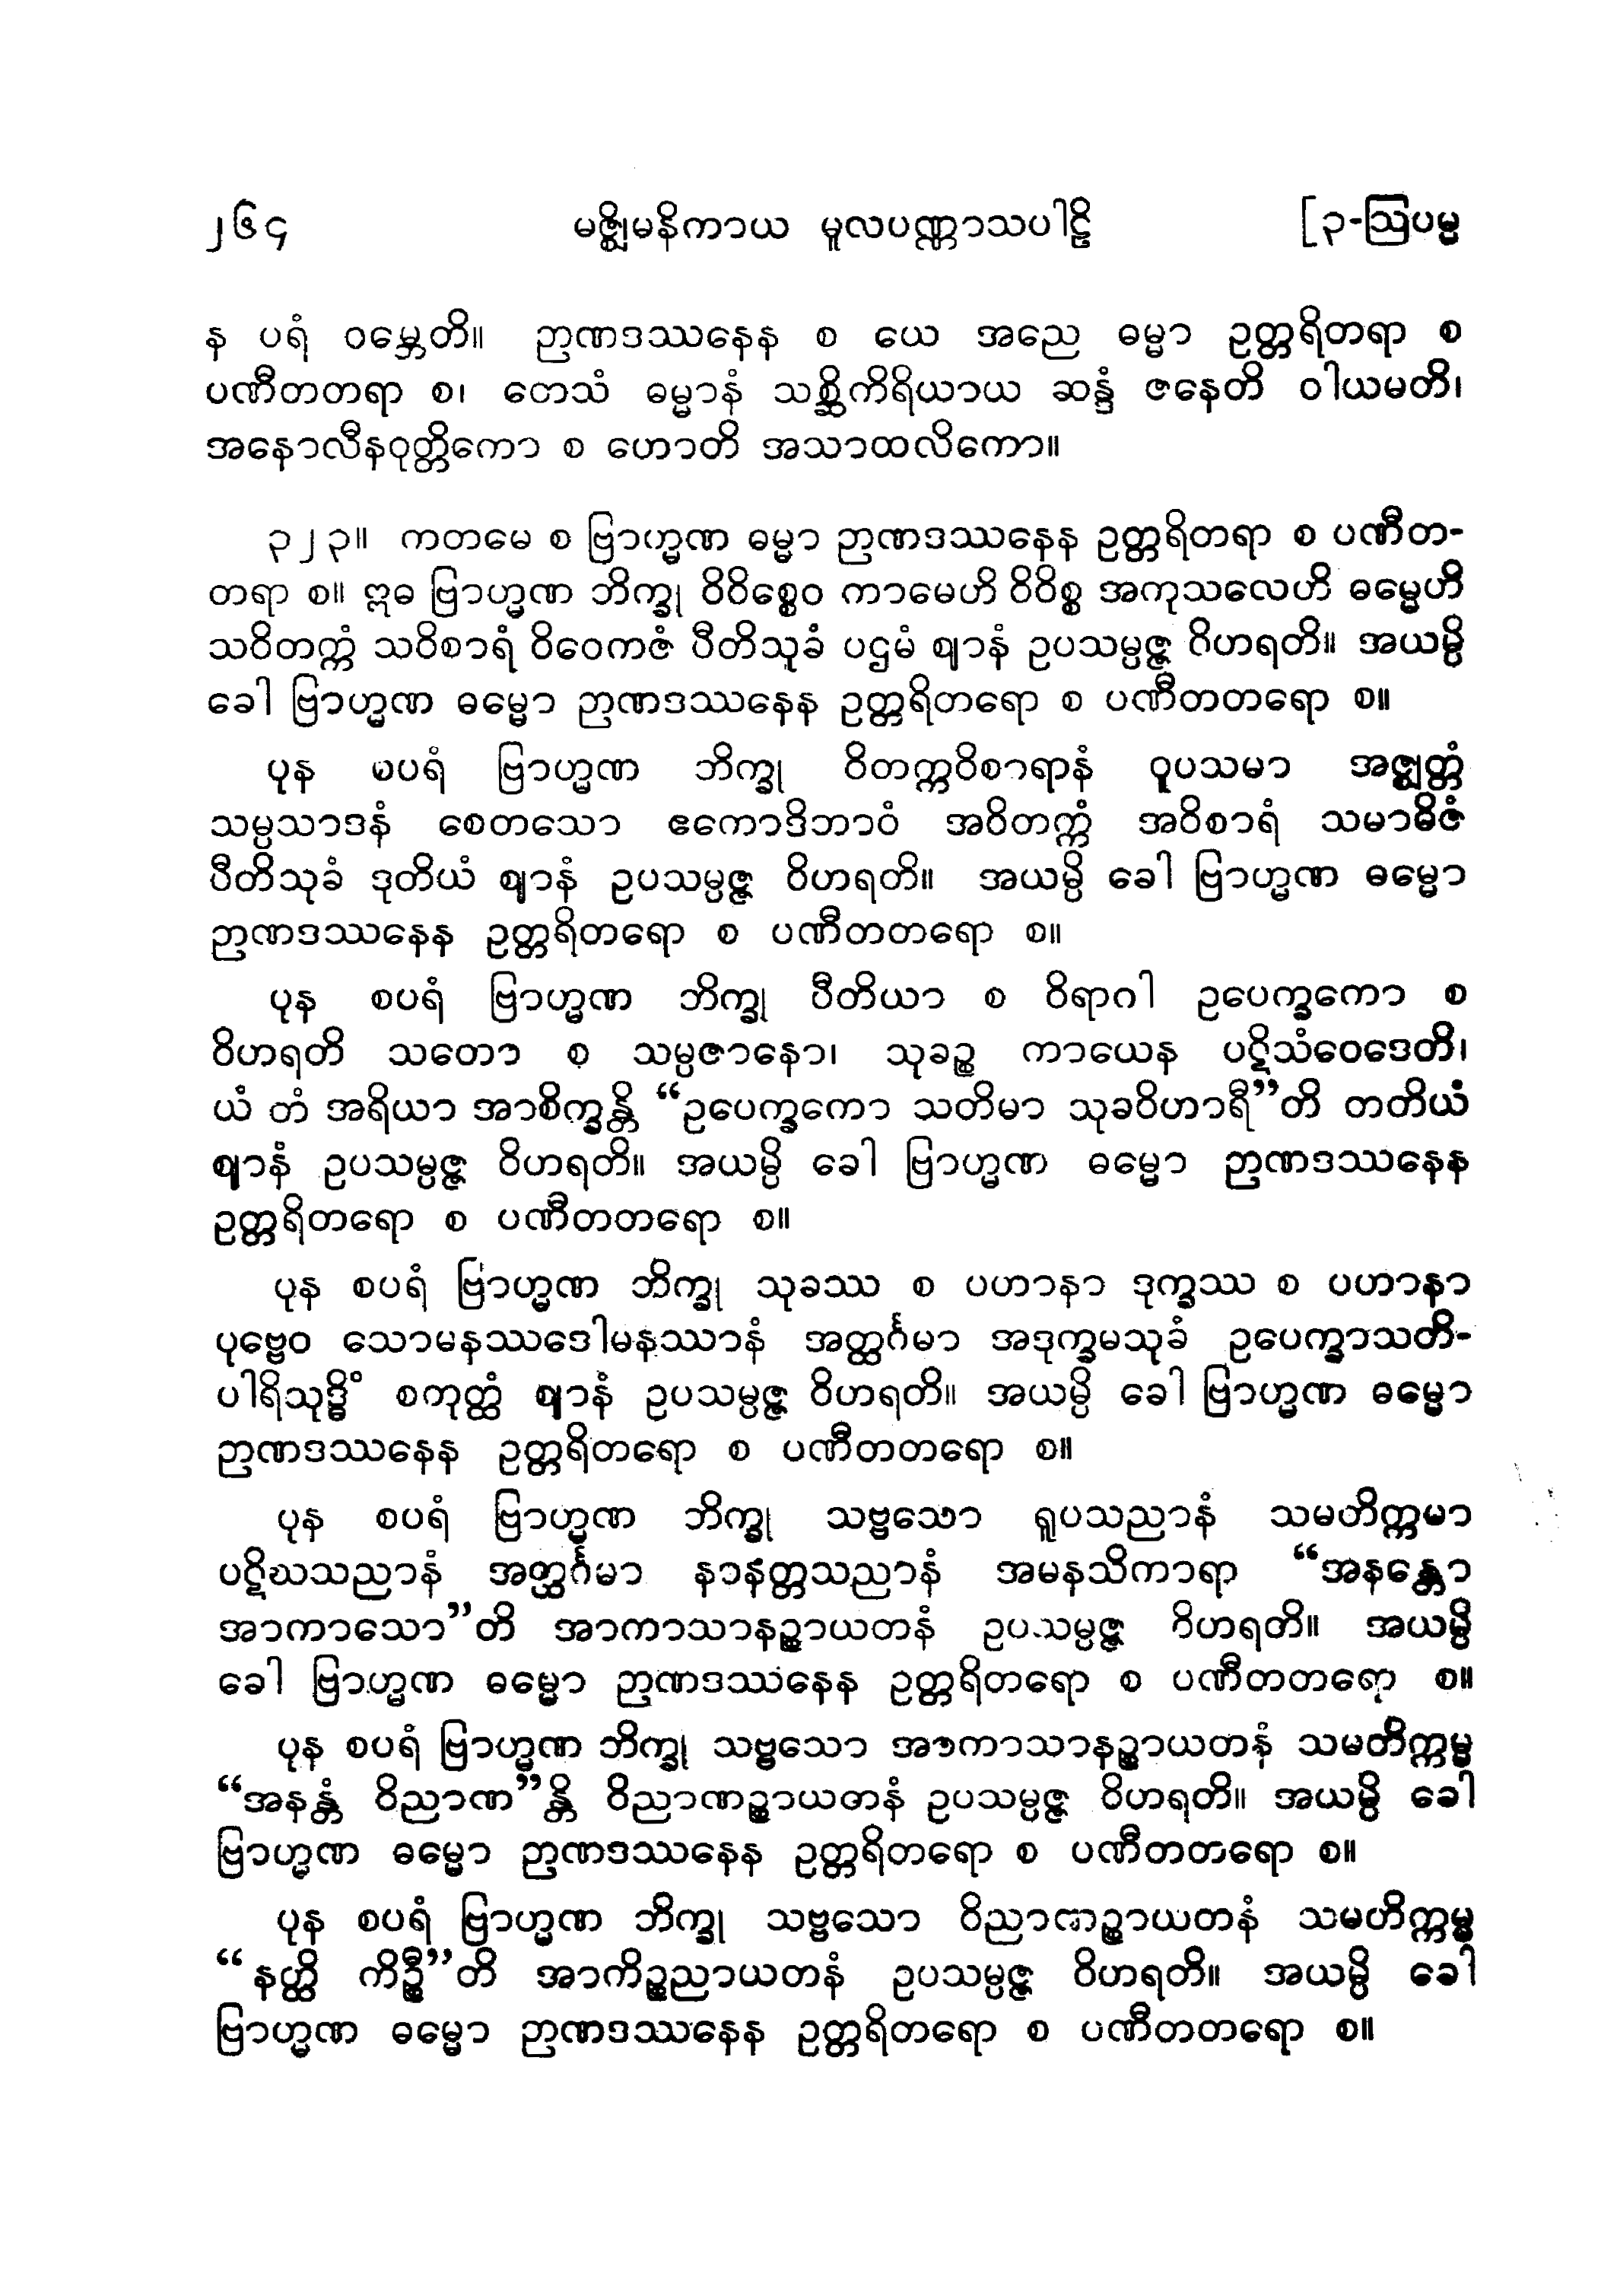 ၂၆၄ မဇ္ဈိမနိကာယ မူလပဏ္ဏာသပါဠိ [၃-ဩပမ္မ
န ပရံ ဝမ္ဘေတိ။ ဉာဏဒဿနေန စ ယေ အညေ ဓမ္မာ ဥတ္တရိတရာ စ
ပဏီတတရာ စ၊ တေသံ ဓမ္မာနံ သစ္ဆိကိရိယာယ ဆန္ဒံ ဇနေတိ ဝါယမတိ၊
အနောလီနဝုတ္တိကော စ ဟောတိ အသာထလိကော။
၃၂၃။ ကတမေ စ ဗြာဟ္မဏ ဓမ္မာ ဉာဏဒဿနေန ဥတ္တရိတရာ စ ပဏီတ-
တရာ စ။ ဣဓ ဗြာဟ္မဏ ဘိက္ခု ဝိဝိစ္စေဝ ကာမေဟိ ဝိဝိစ္စ အကုသလေဟိ ဓမ္မေဟိ
သဝိတက္ကံ သဝိစာရံ ဝိဝေကဇံ ပီတိသုခံ ပဌမံ ဈာနံ ဥပသမ္ပဇ္ဇ ဝိဟရတိ။ အယမ္ပိ
ခေါ ဗြာဟ္မဏ ဓမ္မော ဉာဏဒဿနေန ဥတ္တရိတရော စ ပဏီတတရော စ။
ပုန စပရံ ဗြာဟ္မဏ ဘိက္ခု ဝိတက္ကဝိစာရာနံ ဝူပသမာ အဇ္ဈတ္တံ
သမ္ပသာဒနံ စေတသော ဧကောဒိဘာဝံ အဝိတက္ကံ အဝိစာရံ သမာဓိဇံ
ပီတိသုခံ ဒုတိယံ ဈာနံ ဥပသမ္ပဇ္ဇ ဝိဟရတိ။ အယမ္ပိ ခေါ ဗြာဟ္မဏ ဓမ္မော
ဉာဏဒဿနေန ဥတ္တရိတရော စ ပဏီတတရော စ။
ပုန စပရံ ဗြာဟ္မဏ ဘိက္ခု ပီတိယာ စ ဝိရာဂါ ဥပေက္ခကော စ
ဝိဟရတိ သတော စ သမ္ပဇာနော၊ သုခဉ္စ ကာယေန ပဋိသံဝေဒေတိ၊
ယံ တံ အရိယာ အာစိက္ခန္တိ “ဥပေက္ခကော သတိမာ သုခဝိဟာရီ”တိ တတိယံ
ဈာနံ ဥပသမ္ပဇ္ဇ ဝိဟရတိ။ အယမ္ပိ ခေါ ဗြာဟ္မဏ ဓမ္မော ဉာဏဒဿနေန
ဥတ္တရိတရော စ ပဏီတတရော စ။
ပုန စပရံ ဗြာဟ္မဏ ဘိက္ခု သုခဿ စ ပဟာနာ ဒုက္ခဿ စ ပဟာနာ
ပုဗ္ဗေဝ သောမနဿဒေါမနဿာနံ အတ္ထင်္ဂမာ အဒုက္ခမသုခံ ဥပေက္ခာသတိ-
ပါရိသုဒ္ဓိံ စတုတ္ထံ ဈာနံ ဥပသမ္ပဇ္ဇ ဝိဟရတိ။ အယမ္ပိ ခေါ ဗြာဟ္မဏ ဓမ္မော
ဉာဏဒဿနေန ဥတ္တရိတရော စ ပဏီတတရော စ။
ပုန စပရံ ဗြာဟ္မဏ ဘိက္ခု သဗ္ဗသော ရူပသညာနံ သမတိက္ကမာ
ပဋိဃသညာနံ အတ္ထင်္ဂမာ နာနတ္တသညာနံ အမနသိကာရာ “အနန္တော
အာကာသော”တိ အာကာသာနဉ္စာယတနံ ဥပသမ္ပဇ္ဇ ဝိဟရတိ။ အယမ္ပိ
ခေါ ဗြာဟ္မဏ ဓမ္မော ဉာဏဒဿနေန ဥတ္တရိတရော စ ပဏီတတရော စ။
ပုန စပရံ ဗြာဟ္မဏ ဘိက္ခု သဗ္ဗသော အာကာသာနဉ္စာယတနံ သမတိက္ကမ္မ
“အနန္တံ ဝိညာဏ”န္တိ ဝိညာဏဉ္စာယတနံ ဥပသမ္ပဇ္ဇ ဝိဟရတိ။ အယမ္ပိ ခေါ
ဗြာဟ္မဏ ဓမ္မော ဉာဏဒဿနေန ဥတ္တရိတရော စ ပဏီတတရော စ။
ပုန စပရံ ဗြာဟ္မဏ ဘိက္ခု သဗ္ဗသော ဝိညာဏဉ္စာယတနံ သမတိက္ကမ္မ
“နတ္ထိ ကိဉ္စီ”တိ အာကိဉ္စညာယတနံ ဥပသမ္ပဇ္ဇ ဝိဟရတိ။ အယမ္ပိ ခေါ
ဗြာဟ္မဏ ဓမ္မော ဉာဏဒဿနေန ဥတ္တရိတရော စ ပဏီတတရော စ။